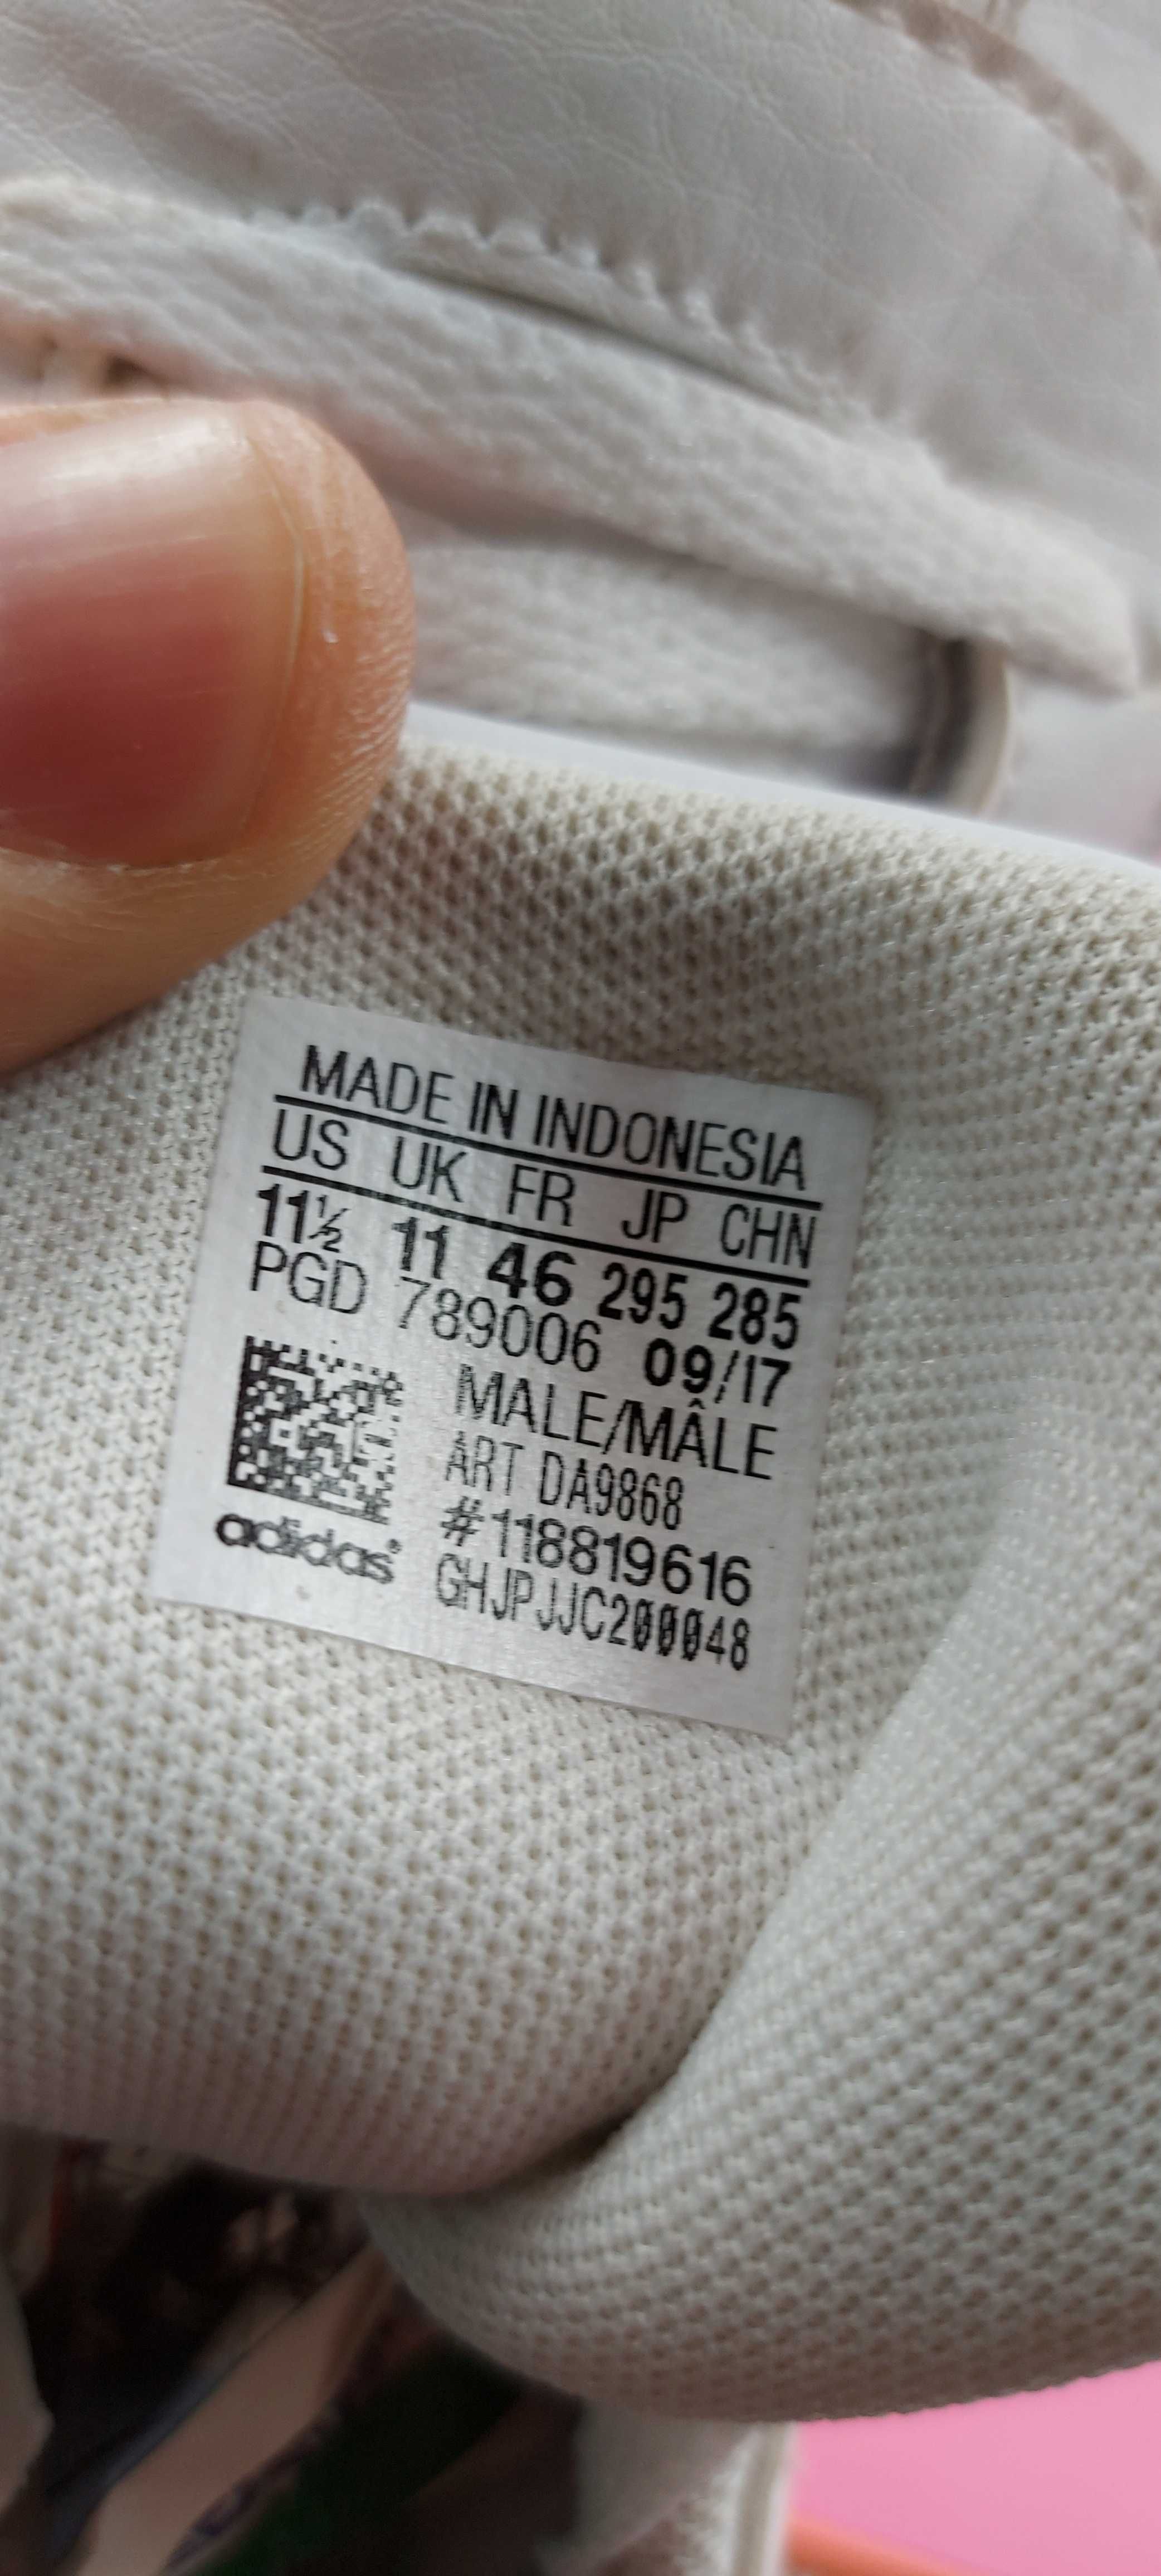 MADE IN INDONESIA
US UK FR JP CHN
11½ 11 46 295 285
PGD 789006 09/17
MALE/MÂLE
ART DA9868
#118819616
GHJPJJC200048
adidas®